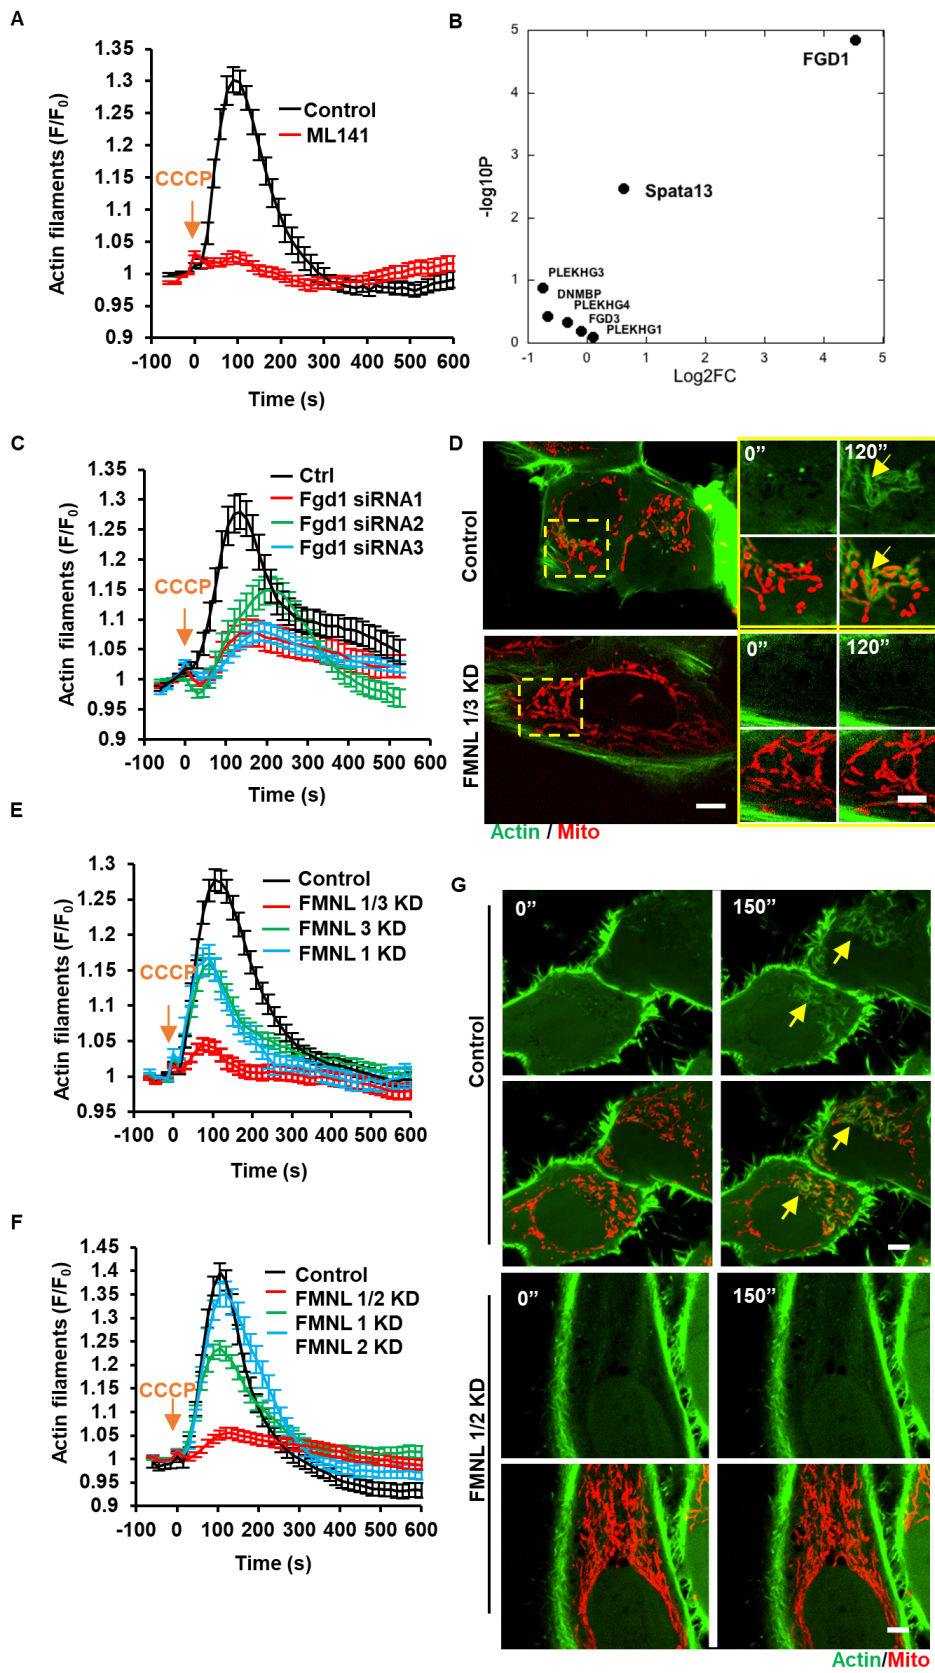 A
1.35
1.3
1.25
1.2
1.15
1.1
1.05
1
0.95
0.9
Actin filaments (F/F0)
Control
ML141
CCCP
-100 0 100 200 300 400 500 600
Time (s)
B
5
4
3
2
1
0
-log10P
FGD1
Spata13
PLEKHG3
DNMBP
PLEKHG4
FGD3
PLEKHG1
-1 0 1 2 3 4 5
Log2FC
C
1.35
1.3
1.25
1.2
1.15
1.1
1.05
1
0.95
0.9
Actin filaments (F/F0)
Ctrl
Fgd1 siRNA1
Fgd1 siRNA2
Fgd1 siRNA3
CCCP
-100 0 100 200 300 400 500 600
Time (s)
D
Control
0” 120”
FMNL 1/3 KD
0” 120”
Actin / Mito
E
1.3
1.25
1.2
1.15
1.1
1.05
1
0.95
Actin filaments (F/F0)
Control
FMNL 1/3 KD
FMNL 3 KD
FMNL 1 KD
CCCP
-100 0 100 200 300 400 500 600
Time (s)
F
1.45
1.4
1.35
1.3
1.25
1.2
1.15
1.1
1.05
1
0.95
0.9
Actin filaments (F/F0)
Control
FMNL 1/2 KD
FMNL 1 KD
FMNL 2 KD
CCCP
-100 0 100 200 300 400 500 600
Time (s)
G
Control
0” 150”
FMNL 1/2 KD
0” 150”
Actin/Mito